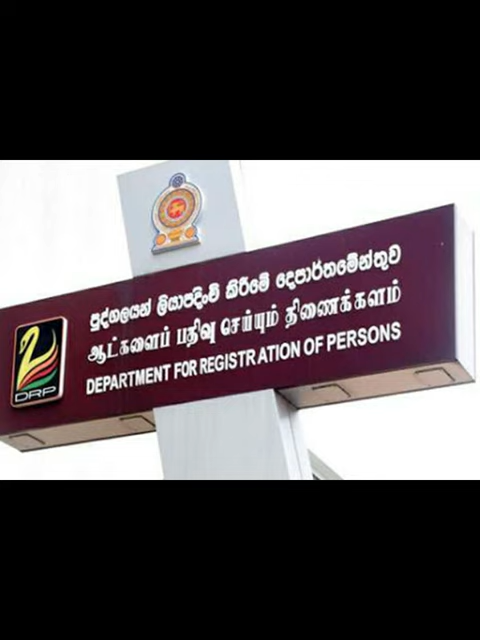 පුද්ගලයන් ලියාපදිංචි කිරීමේ දෙපාර්තමේන්තුව
ஆட்களைப் பதிவு செய்யும் திணைக்களம்
DEPARTMENT FOR REGISTRATION OF PERSONS
DRP